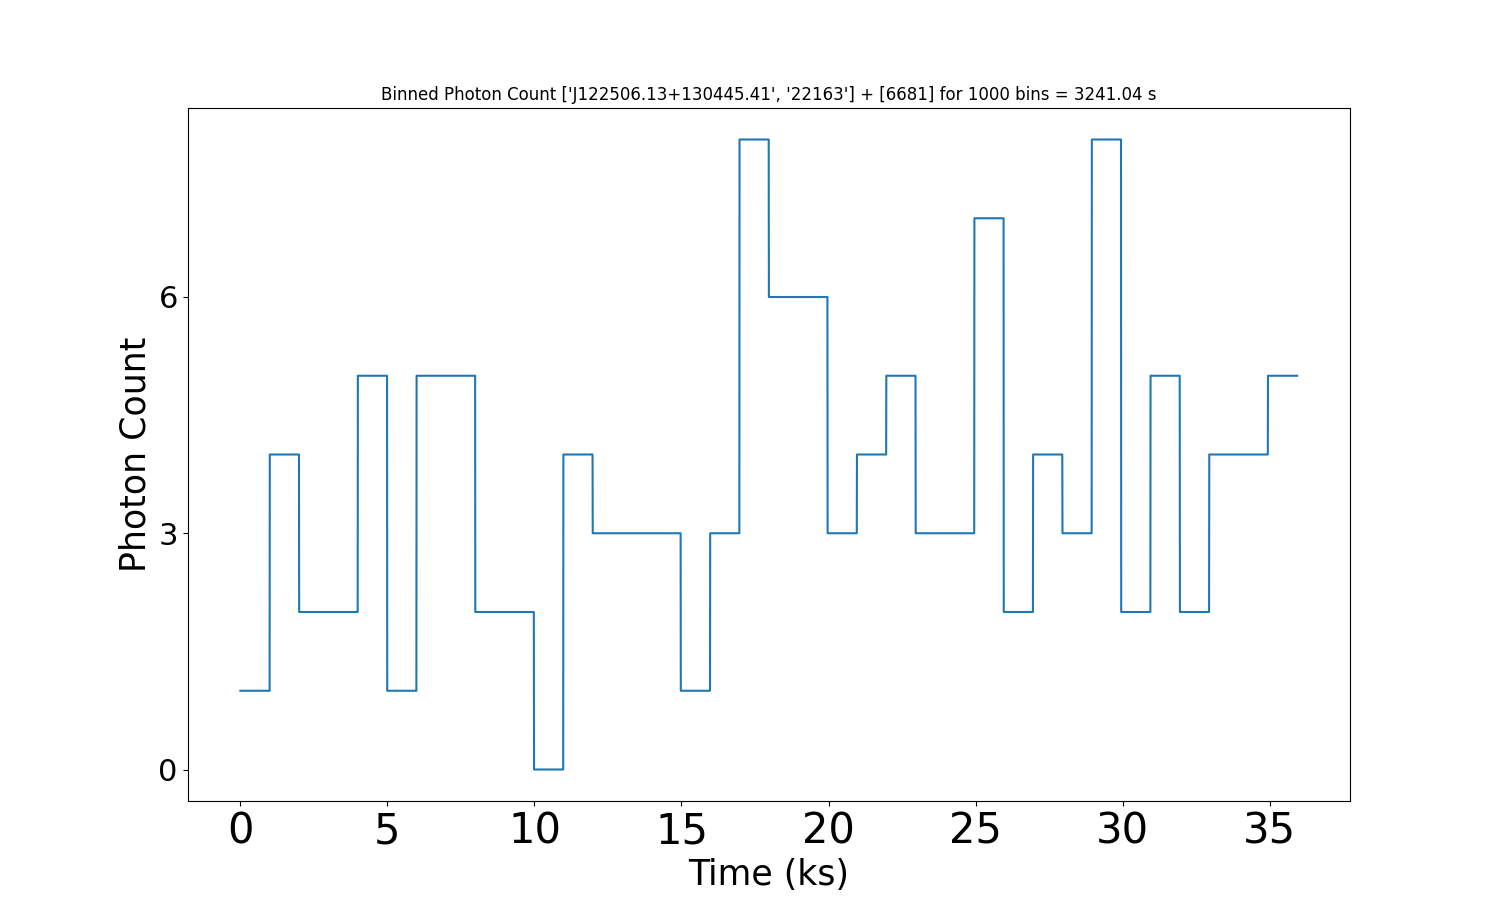 Binned Photon Count ['J122506.13+130445.41', '22163'] + [6681] for 1000 bins = 3241.04 s
6
3
0
Photon Count
0 5 10 15 20 25 30 35
Time (ks)